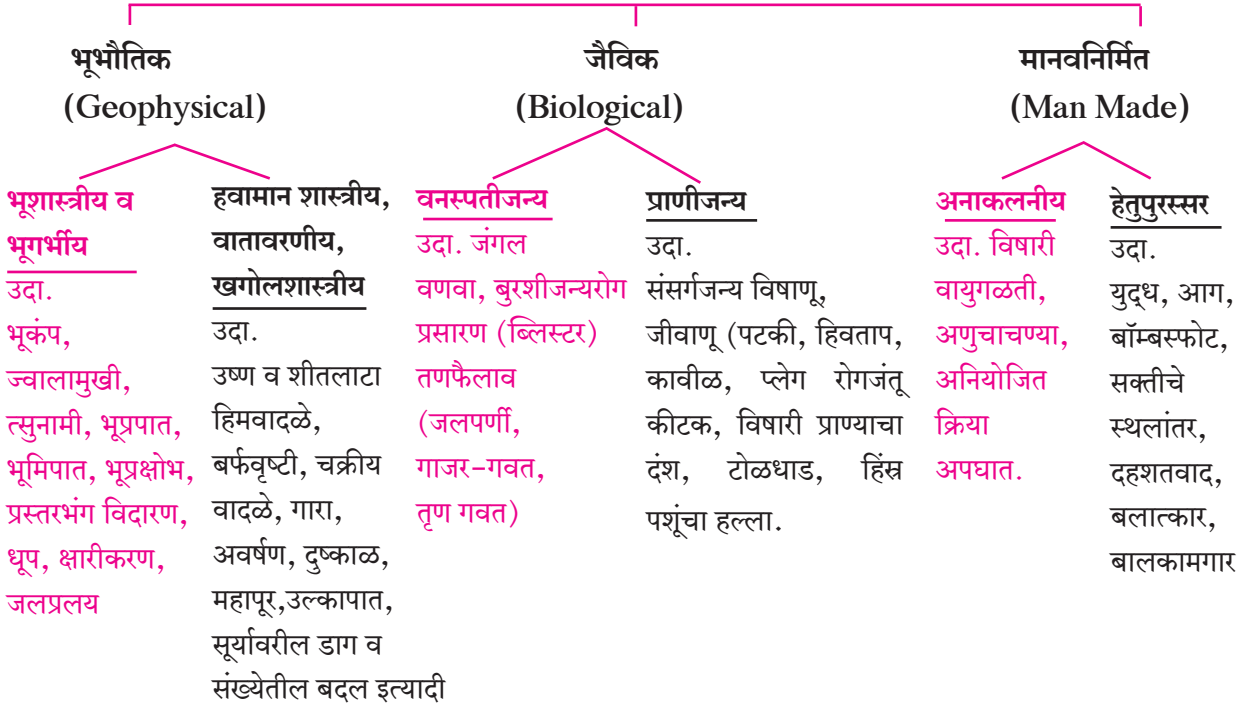 भूभौतिक
(Geophysical)
जैविक
(Biological)
मानवनिर्मित
(Man Made)
भूशास्त्रीय व
भूगर्भीय
उदा.
भूकंप,
ज्वालामुखी,
त्सुनामी, भूप्रपात,
भूमिपात, भूप्रक्षोभ,
प्रस्तरभंग विदारण,
धूप, क्षारीकरण,
जलप्रलय
हवामान शास्त्रीय,
वातावरणीय,
खगोलशास्त्रीय
उदा.
उष्ण व शीतलाटा
हिमवादळे,
बर्फवृष्टी, चक्रीय
वादळे, गारा,
अवर्षण, दुष्काळ,
महापूर,उल्कापात,
सूर्यावरील डाग व
संख्येतील बदल इत्यादी
वनस्पतीजन्य
उदा. जंगल
वणवा, बुरशीजन्यरोग
प्रसारण (ब्लिस्टर)
तणफैलाव
(जलपर्णी,
गाजर-गवत,
तृण गवत)
प्राणीजन्य
उदा.
संसर्गजन्य विषाणू,
जीवाणू (पटकी, हिवताप,
कावीळ, प्लेग रोगजंतू
कीटक, विषारी प्राण्याचा
दंश, टोळधाड, हिंस्र
पशूंचा हल्ला.
अनाकलनीय
उदा. विषारी
वायुगळती,
अणुचाचण्या,
अनियोजित
क्रिया
अपघात.
हेतुपुरस्सर
उदा.
युद्ध, आग,
बॉम्बस्फोट,
सक्तीचे
स्थलांतर,
दहशतवाद,
बलात्कार,
बालकामगार